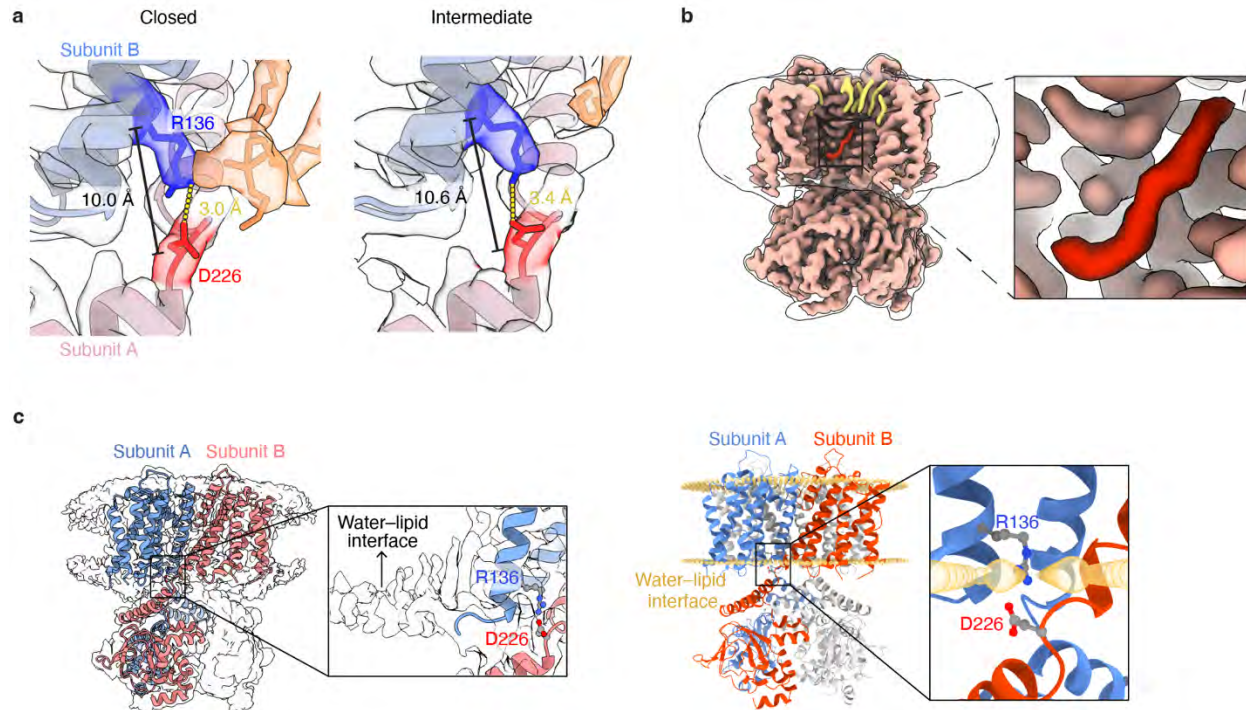 a
Closed
Intermediate
Subunit B
R136
10.0 Å
3.0 Å
D226
Subunit A
10.6 Å
3.4 Å
b
c
Subunit A
Subunit B
Water–lipid
interface
R136
D226
Subunit A
Subunit B
Water–lipid
interface
R136
D226